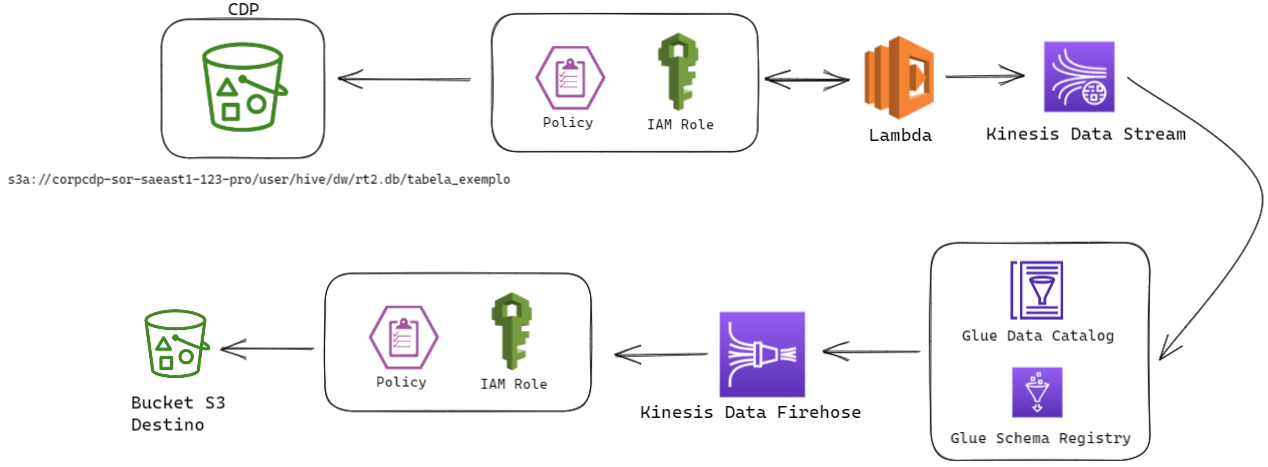 CDP
Policy
IAM Role
Lambda
Kinesis Data Stream
s3a://corpcdp-sor-saeast1-123-pro/user/hive/dw/rt2.db/tabela_exemplo
Glue Data Catalog
Policy
IAM Role
Kinesis Data Firehose
Bucket S3
Destino
Glue Schema Registry